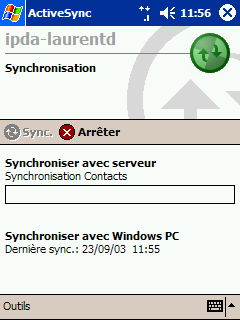 ActiveSync 11:56
ipda-laurentd
Synchronisation
Sync. Arrêter
Synchroniser avec serveur
Synchronisation Contacts
Synchroniser avec Windows PC
Dernière sync.: 23/09/03 11:55
Outils